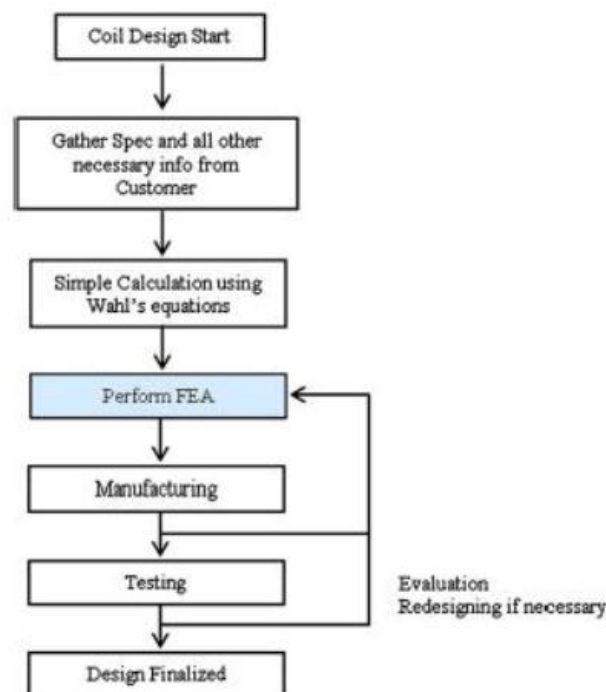 Coil Design Start
Gather Spec and all other
necessary info from
Customer
Simple Calculation using
Wahl's equations
Perform FEA
Manufacturing
Testing
Evaluation
Redesigning if necessary
Design Finalized